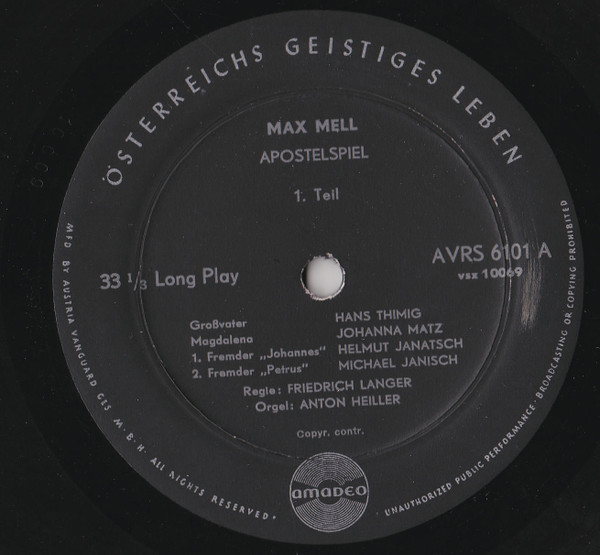 ÖSTERREICHS GEISTIGES LEBEN
MAX MELL
APOSTELSPIEL
1. Teil
33 1/3 Long Play
AVRS 6101 A
vsx 10069
Großvater HANS THIMIG
Magdalena JOHANNA MATZ
1. Fremder „Johannes" HELMUT JANATSCH
2. Fremder „Petrus" MICHAEL JANISCH
Regie: FRIEDRICH LANGER
Orgel: ANTON HEILLER
Copyr. contr.
AMADEO
MFD BY AUSTRIA VANGUARD GES M. B. H. ALL RIGHTS RESERVED •
• UNAUTHORIZED PUBLIC PERFORMANCE · BROADCASTING OR COPYING PROHIBITED